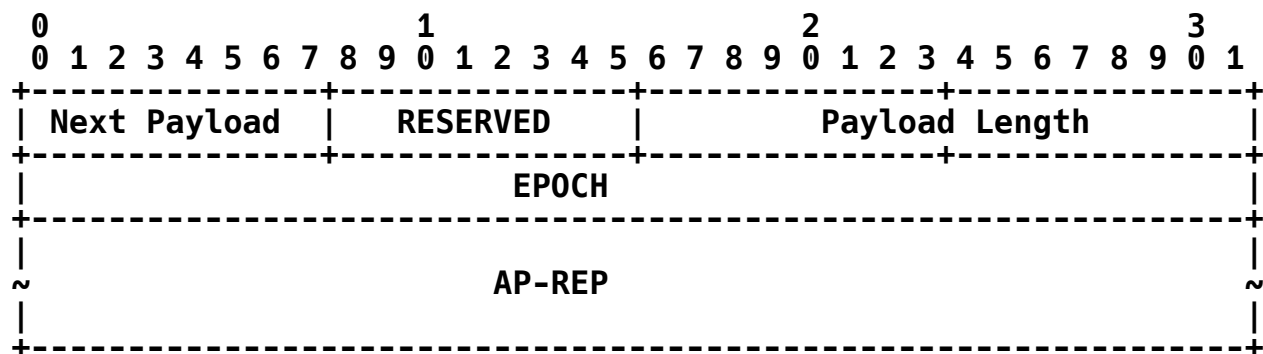 0                   1                   2                   3
0 1 2 3 4 5 6 7 8 9 0 1 2 3 4 5 6 7 8 9 0 1 2 3 4 5 6 7 8 9 0 1
+---------------+---------------+---------------+---------------+
| Next Payload  |   RESERVED    |         Payload Length        |
+---------------+---------------+---------------+---------------+
|                         EPOCH                                 |
+---------------------------------------------------------------+
|                                                               |
~                        AP-REP                                 ~
|                                                               |
+---------------------------------------------------------------+